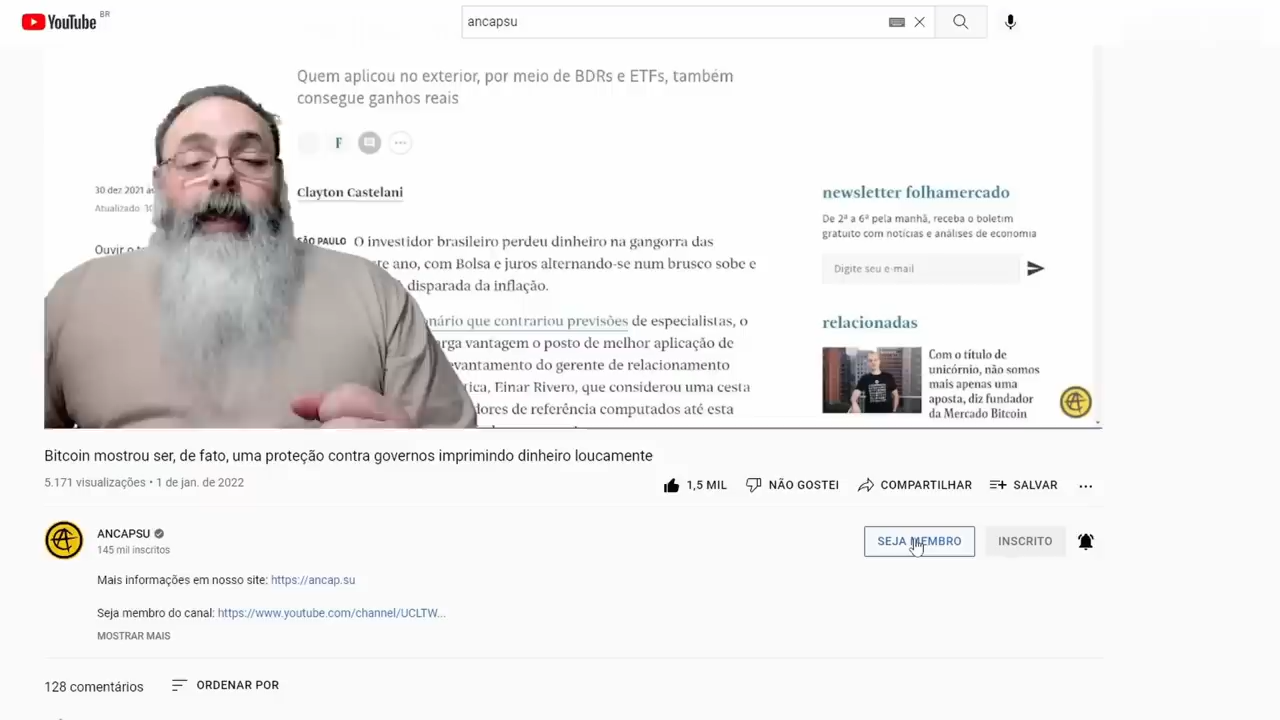 YouTube BR
ancapsu
Quem aplicou no exterior, por meio de BDRs e ETFs, também
consegue ganhos reais
F
30 dez 2021
Clayton Castelani
Atualizado
Ouvir o
SÃO PAULO O investidor brasileiro perdeu dinheiro na gangorra das
ano, com Bolsa e juros alternando-se num brusco sobe e
disparada da inflação.
que contrariou previsões de especialistas, o
vantagem o posto de melhor aplicação de
do gerente de relacionamento
Einar Rivero, que considerou uma cesta
de referência computados até esta
newsletter folhamercado
De 2ª a 6ª pela manhã, receba o boletim
gratuito com notícias e análises de economia
Digite seu e-mail
relacionadas
Com o título de
unicórnio, não somos
mais apenas uma
aposta, diz fundador
da Mercado Bitcoin
Bitcoin mostrou ser, de fato, uma proteção contra governos imprimindo dinheiro loucamente
5.171 visualizações • 1 de jan. de 2022
1,5 MIL NÃO GOSTEI COMPARTILHAR SALVAR
ANCAPSU
145 mil inscritos
SEJA MEMBRO INSCRITO
Mais informações em nosso site: https://ancap.su
Seja membro do canal: https://www.youtube.com/channel/UCLTW...
MOSTRAR MAIS
128 comentários ORDENAR POR